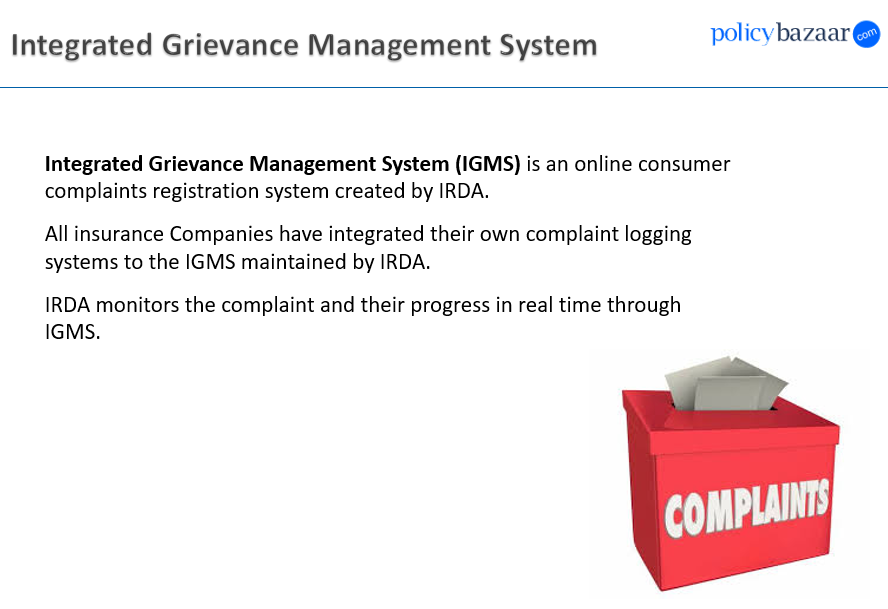 Integrated Grievance Management System
policybazaar.com
Integrated Grievance Management System (IGMS) is an online consumer
complaints registration system created by IRDA.
All insurance Companies have integrated their own complaint logging
systems to the IGMS maintained by IRDA.
IRDA monitors the complaint and their progress in real time through
IGMS.
COMPLAINTS